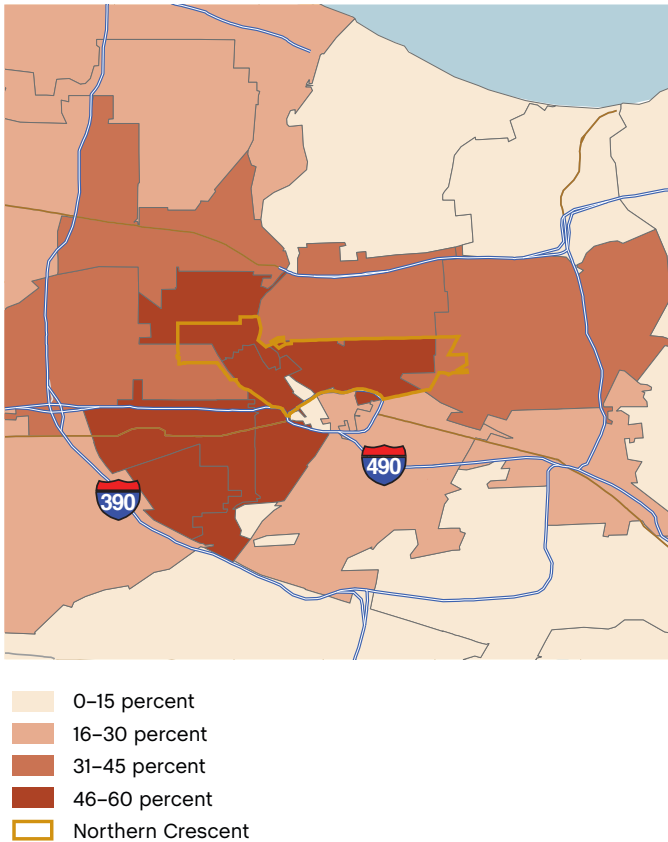 490
390
0–15 percent
16–30 percent
31–45 percent
46–60 percent
Northern Crescent